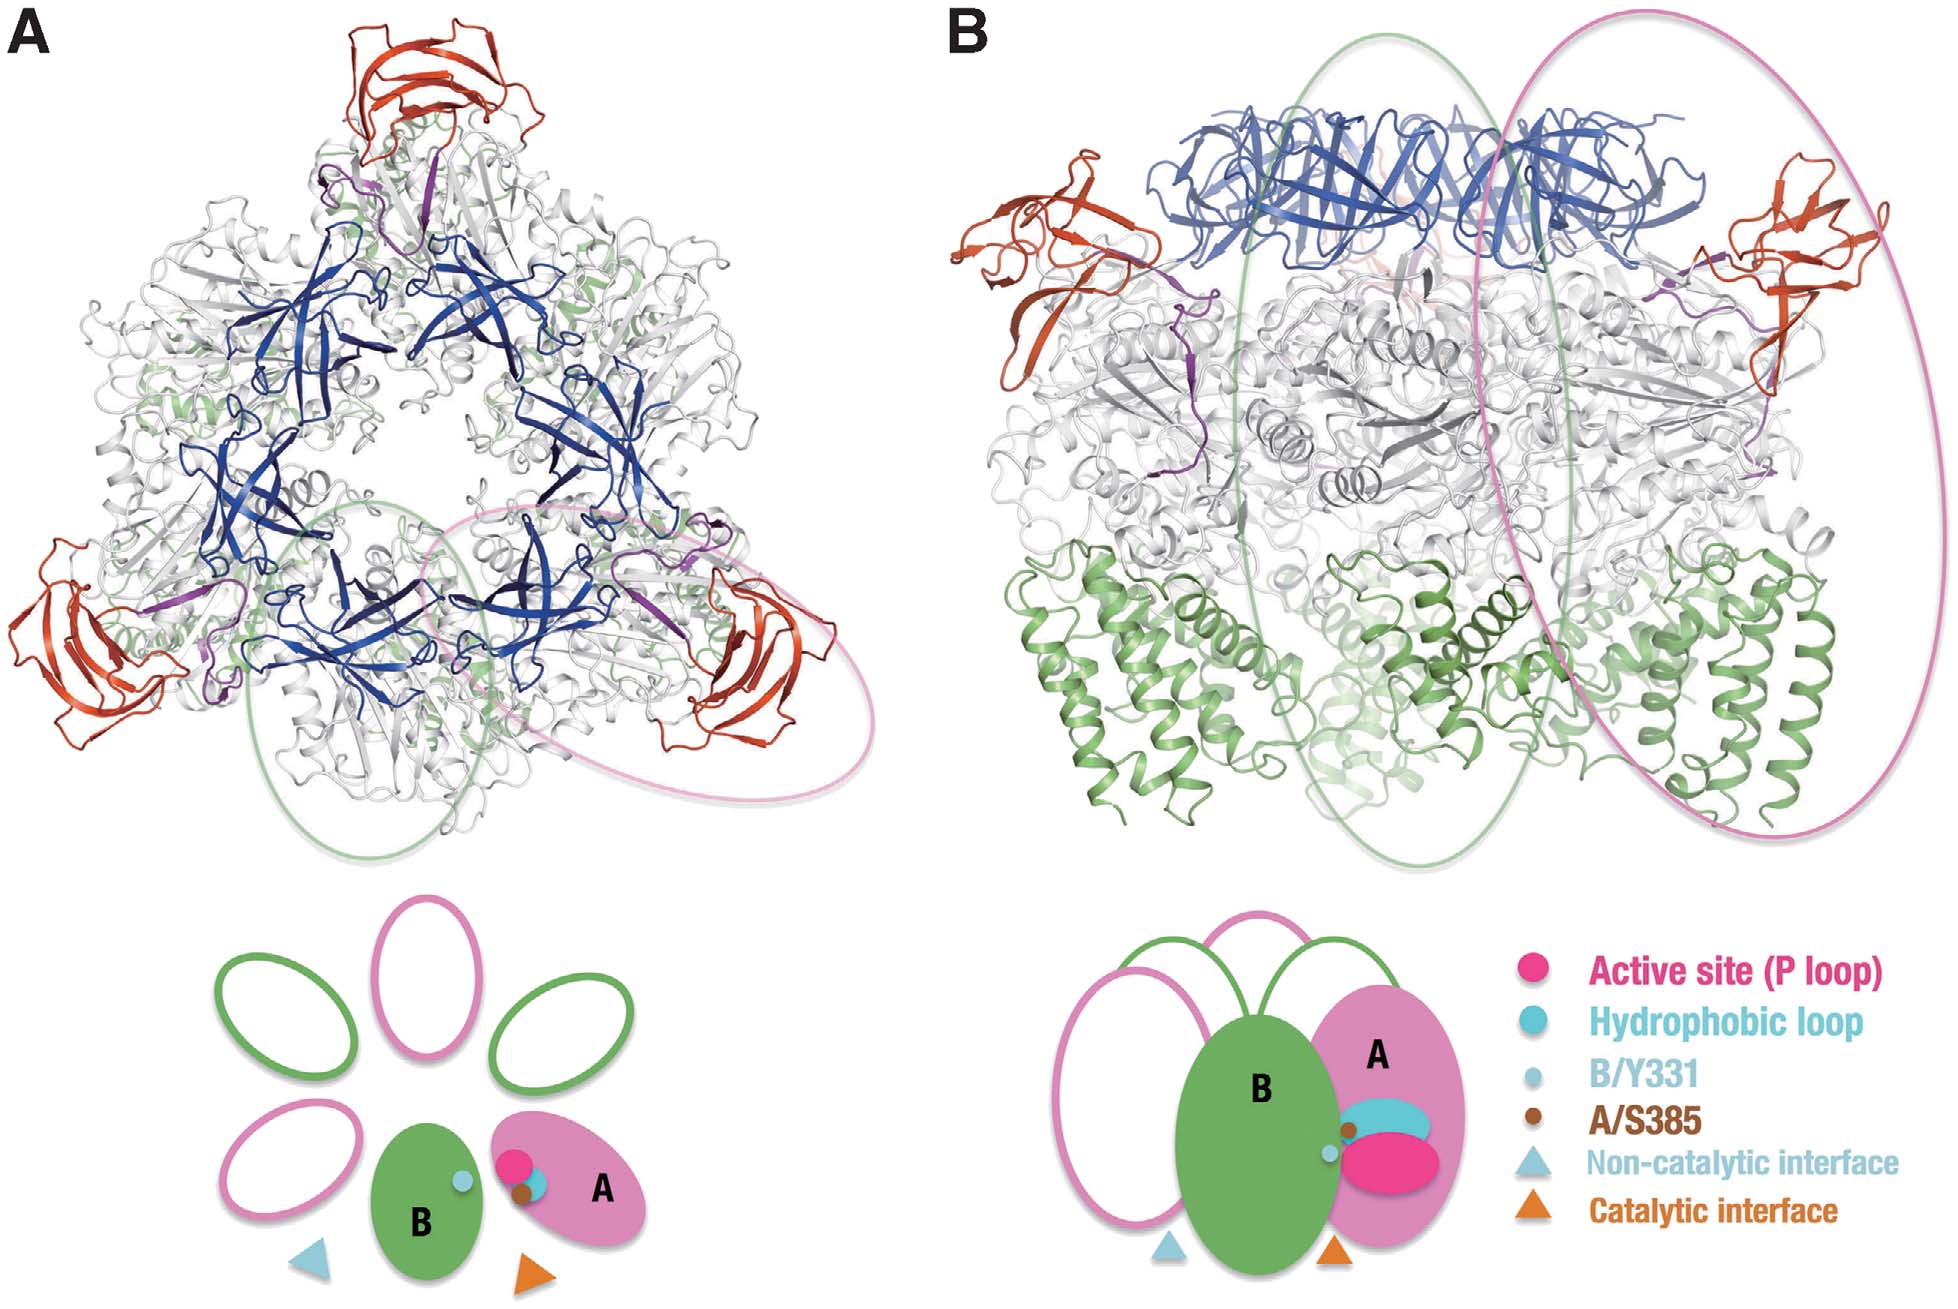 A
B
B
A
B
A
Active site (P loop)
Hydrophobic loop
B/Y331
A/S385
Non-catalytic interface
Catalytic interface